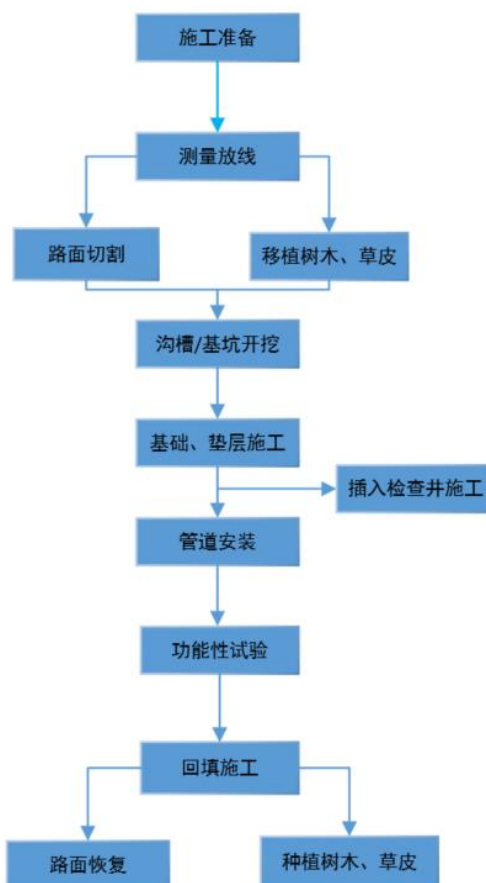 施工准备
测量放线
路面切割
移植树木、草皮
沟槽/基坑开挖
基础、垫层施工
插入检查井施工
管道安装
功能性试验
回填施工
路面恢复
种植树木、草皮